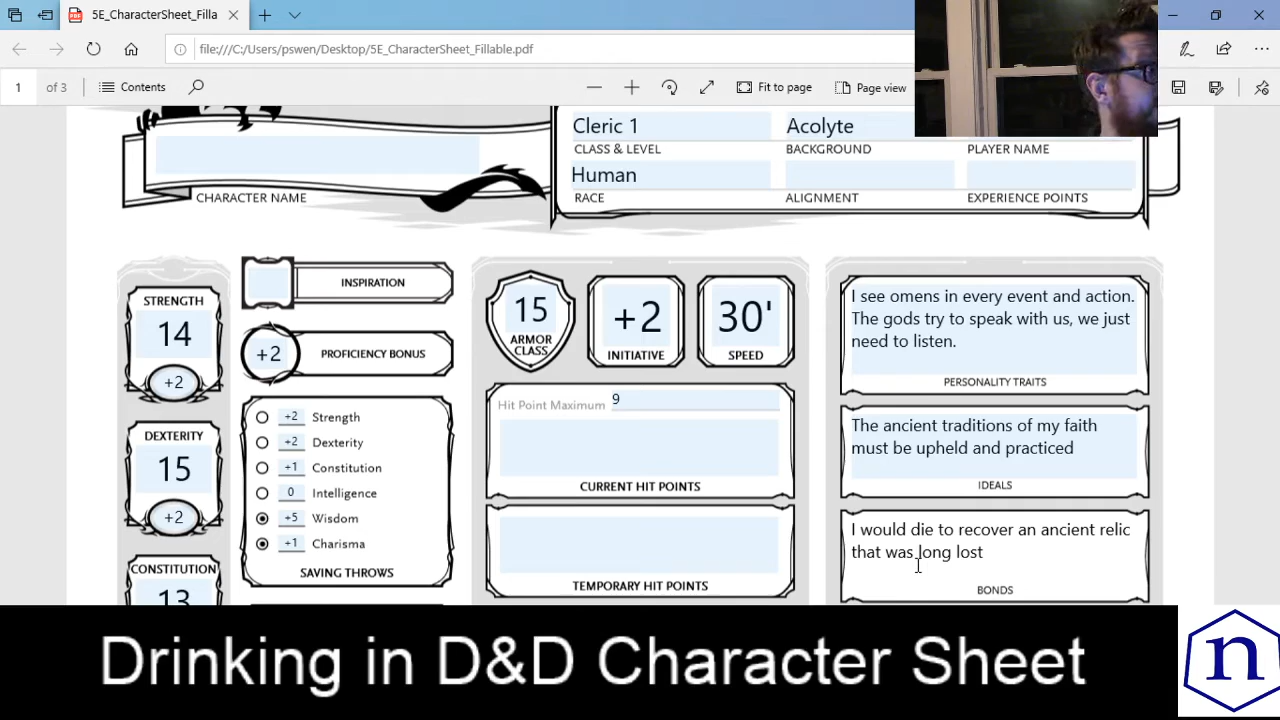 5E_CharacterSheet_Filla
file:///C:/Users/pswen/Desktop/5E_CharacterSheet_Fillable.pdf
1 of 3 Contents Fit to page Page view
Cleric 1 Acolyte
CLASS & LEVEL BACKGROUND PLAYER NAME
Human
CHARACTER NAME RACE ALIGNMENT EXPERIENCE POINTS
STRENGTH
14
+2
DEXTERITY
15
+2
CONSTITUTION
13
INSPIRATION
+2 PROFICIENCY BONUS
+2 Strength
+2 Dexterity
+1 Constitution
0 Intelligence
+5 Wisdom
+1 Charisma
SAVING THROWS
15
ARMOR
CLASS
+2
INITIATIVE
30'
SPEED
Hit Point Maximum 9
CURRENT HIT POINTS
TEMPORARY HIT POINTS
I see omens in every event and action.
The gods try to speak with us, we just
need to listen.
PERSONALITY TRAITS
The ancient traditions of my faith
must be upheld and practiced
IDEALS
I would die to recover an ancient relic
that was long lost
BONDS
Drinking in D&D Character Sheet
n